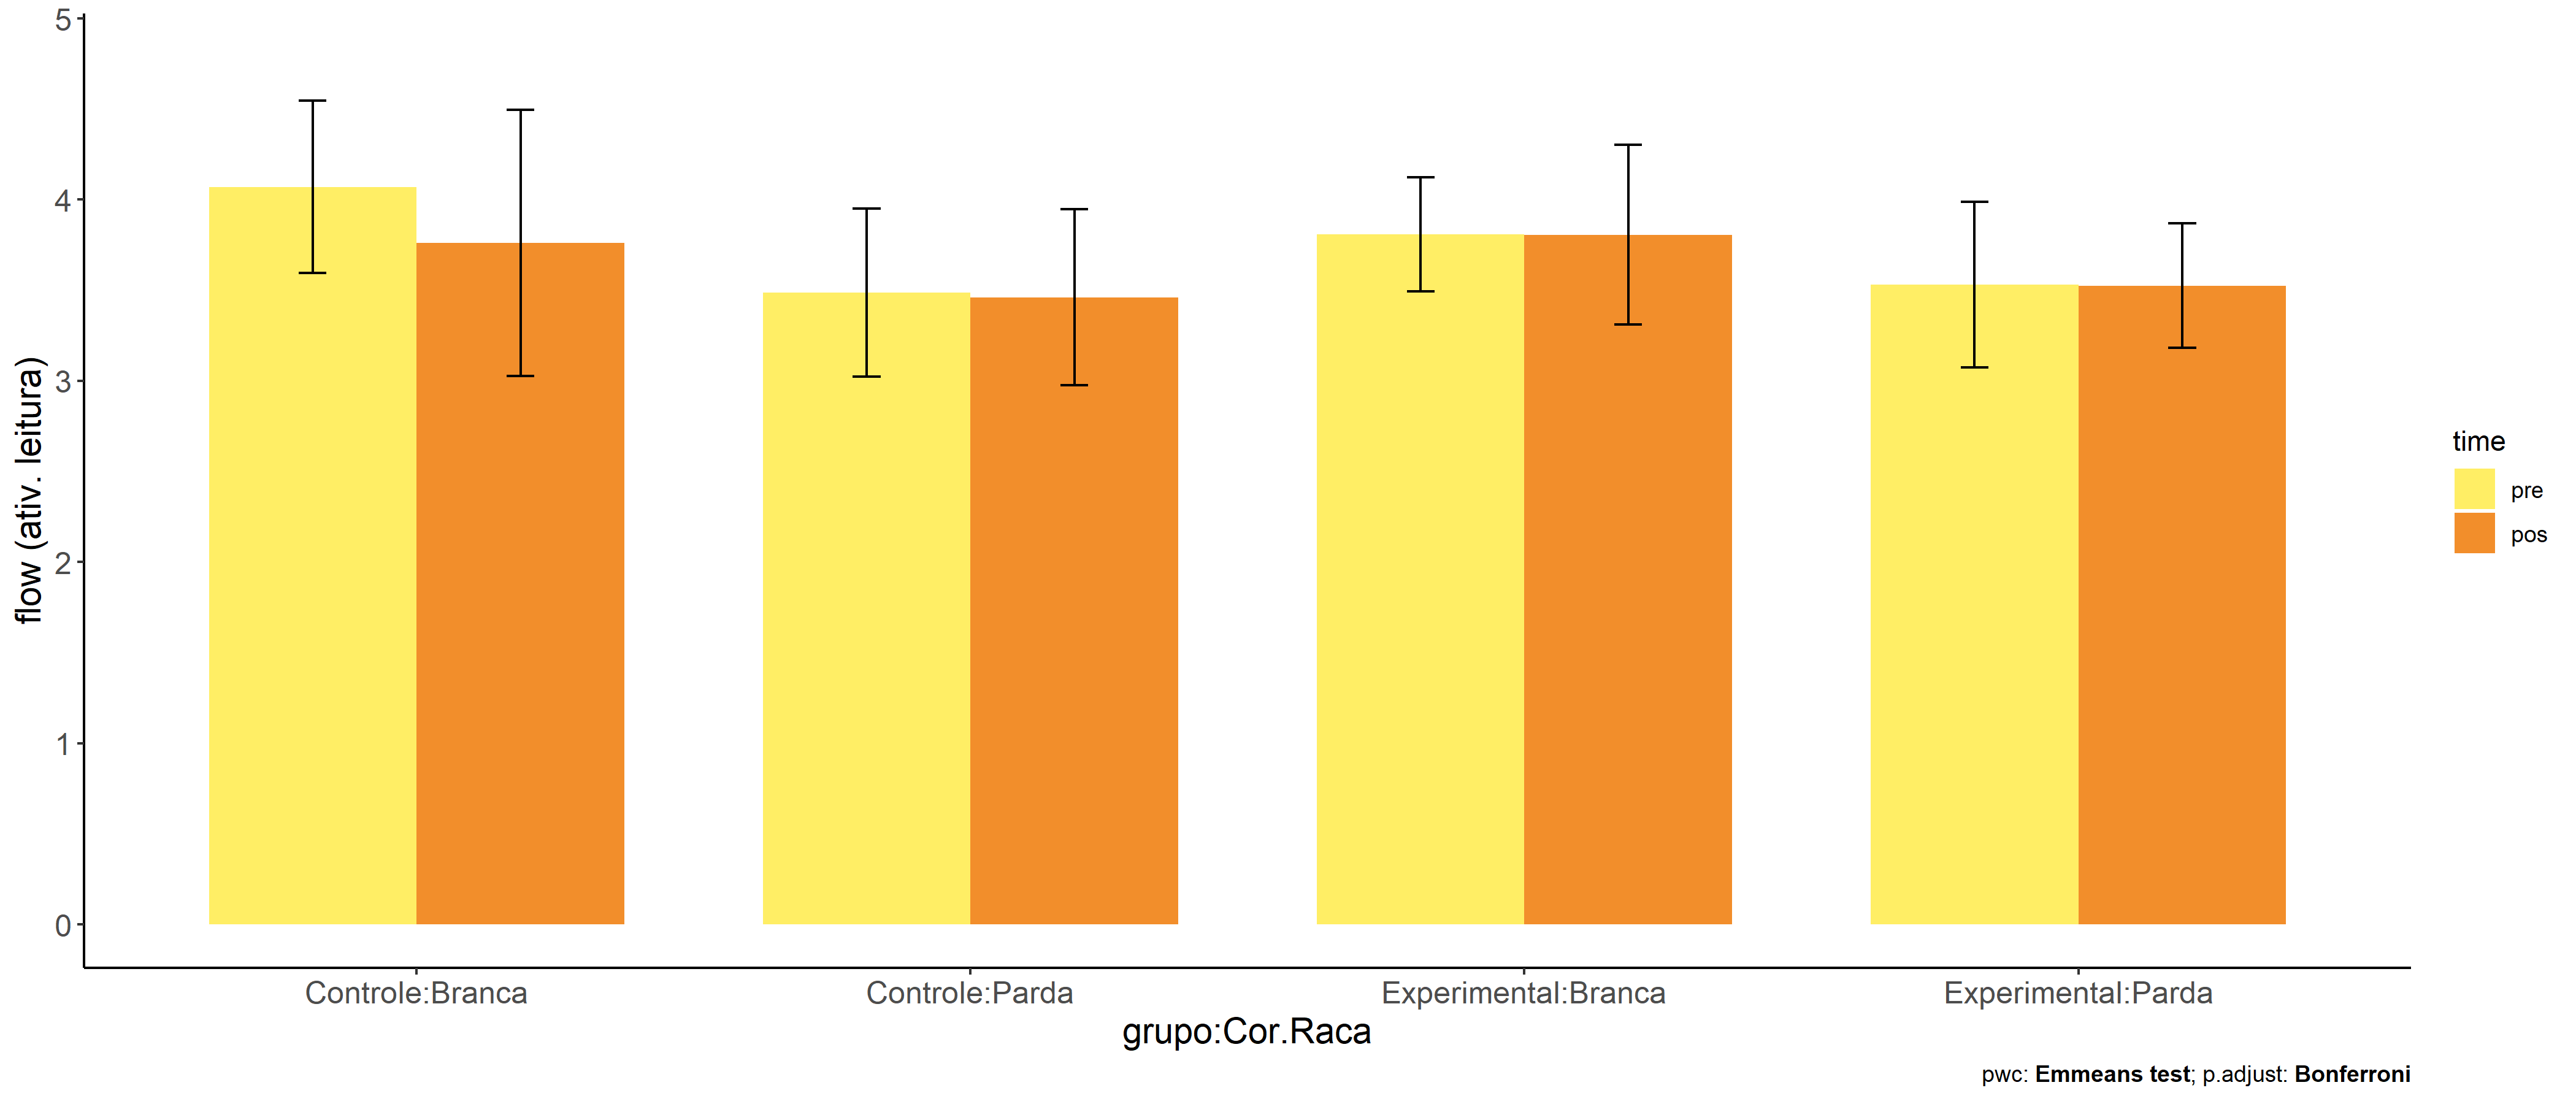 flow (ativ. leitura)
5
4
3
2
1
0
Controle:Branca
Controle:Parda
Experimental:Branca
Experimental:Parda
grupo:Cor.Raca
time
pre
pos
pwc: Emmeans test; p.adjust: Bonferroni